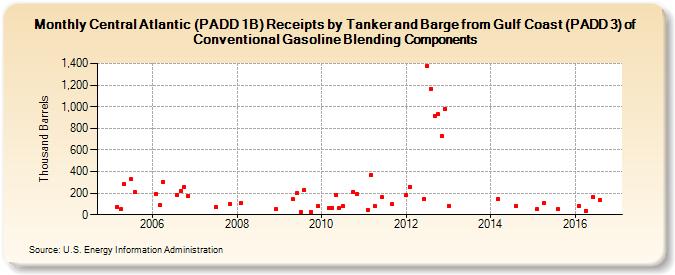 Monthly Central Atlantic (PADD 1B) Receipts by Tanker and Barge from Gulf Coast (PADD 3) of
Conventional Gasoline Blending Components
Thousand Barrels
1,400
1,200
1,000
800
600
400
200
0
2006 2008 2010 2012 2014 2016
Source: U.S. Energy Information Administration